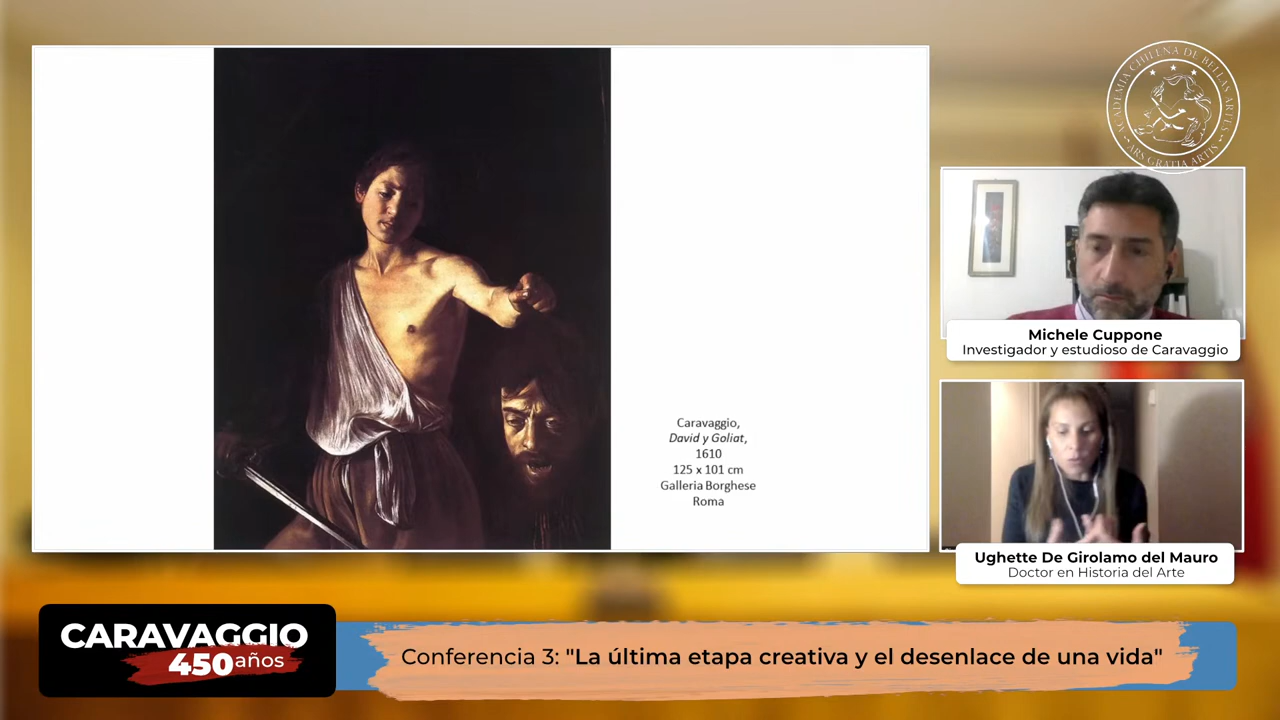 ACADEMIA CHILENA DE BELLAS ARTES
ARS GRATIA ARTIS
Caravaggio,
David y Goliat,
1610
125 x 101 cm
Galleria Borghese
Roma
Michele Cuppone
Investigador y estudioso de Caravaggio
Ughette De Girolamo del Mauro
Doctor en Historia del Arte
CARAVAGGIO
450 años
Conferencia 3: "La última etapa creativa y el desenlace de una vida"